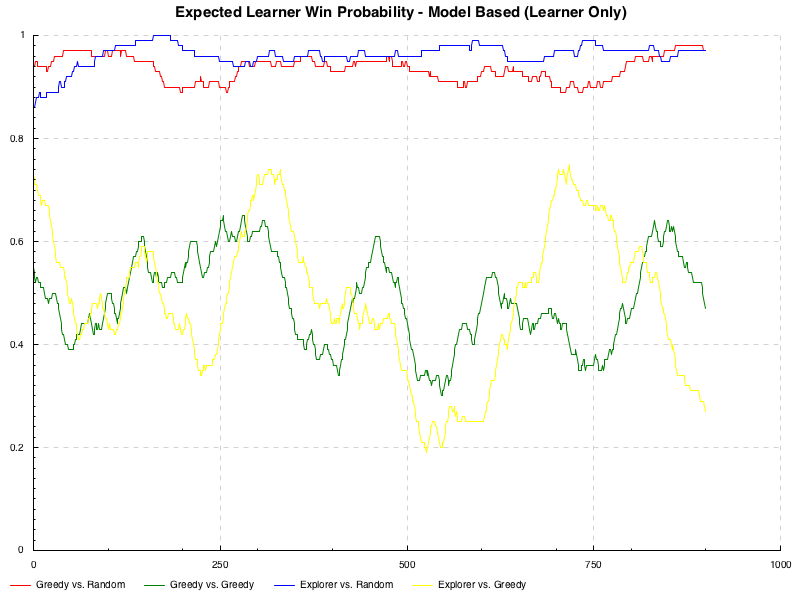 Expected Learner Win Probability - Model Based (Learner Only)
1
0.8
0.6
0.4
0.2
0
0 250 500 750 1000
Greedy vs. Random Greedy vs. Greedy Explorer vs. Random Explorer vs. Greedy